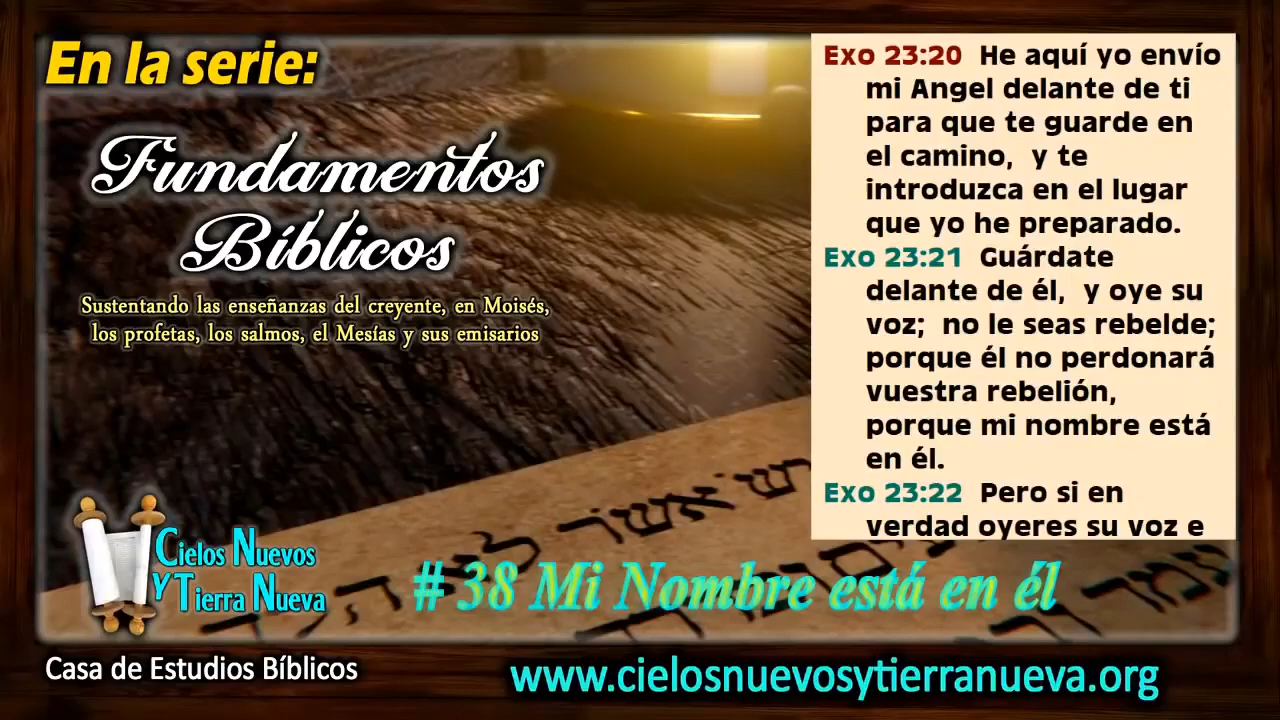 En la serie:
Fundamentos
Bíblicos
Sustentando las enseñanzas del creyente, en Moisés,
los profetas, los salmos, el Mesías y sus emisarios
Exo 23:20 He aquí yo envío
mi Angel delante de ti
para que te guarde en
el camino, y te
introduzca en el lugar
que yo he preparado.
Exo 23:21 Guárdate
delante de él, y oye su
voz; no le seas rebelde;
porque él no perdonará
vuestra rebelión,
porque mi nombre está
en él.
Exo 23:22 Pero si en
verdad oyeres su voz e
Cielos Nuevos
Y Tierra Nueva
# 38 Mi Nombre está en él
Casa de Estudios Bíblicos
www.cielosnuevosytierranueva.org